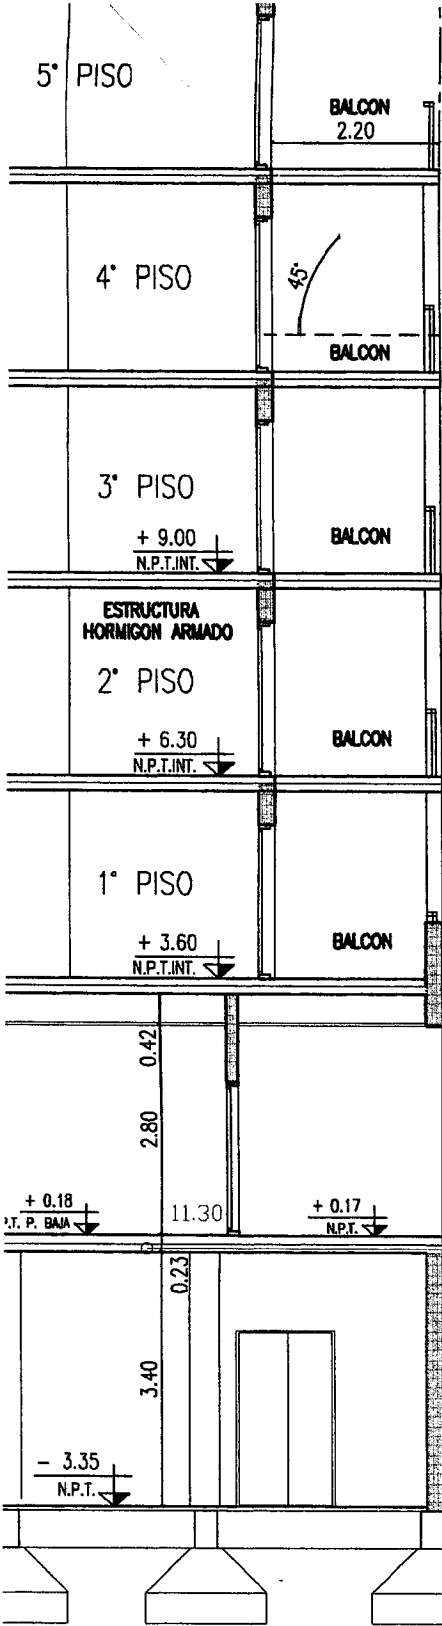 5° PISO
BALCON
2.20
4° PISO
45°
BALCON
3° PISO
+ 9.00
N.P.T.INT.
BALCON
ESTRUCTURA
HORMIGON ARMADO
2° PISO
+ 6.30
N.P.T.INT.
BALCON
1° PISO
+ 3.60
N.P.T.INT.
BALCON
0.42
2.80
+ 0.18
P.T. P. BAJA
11.30
+ 0.17
N.P.T.
0.23
3.40
- 3.35
N.P.T.